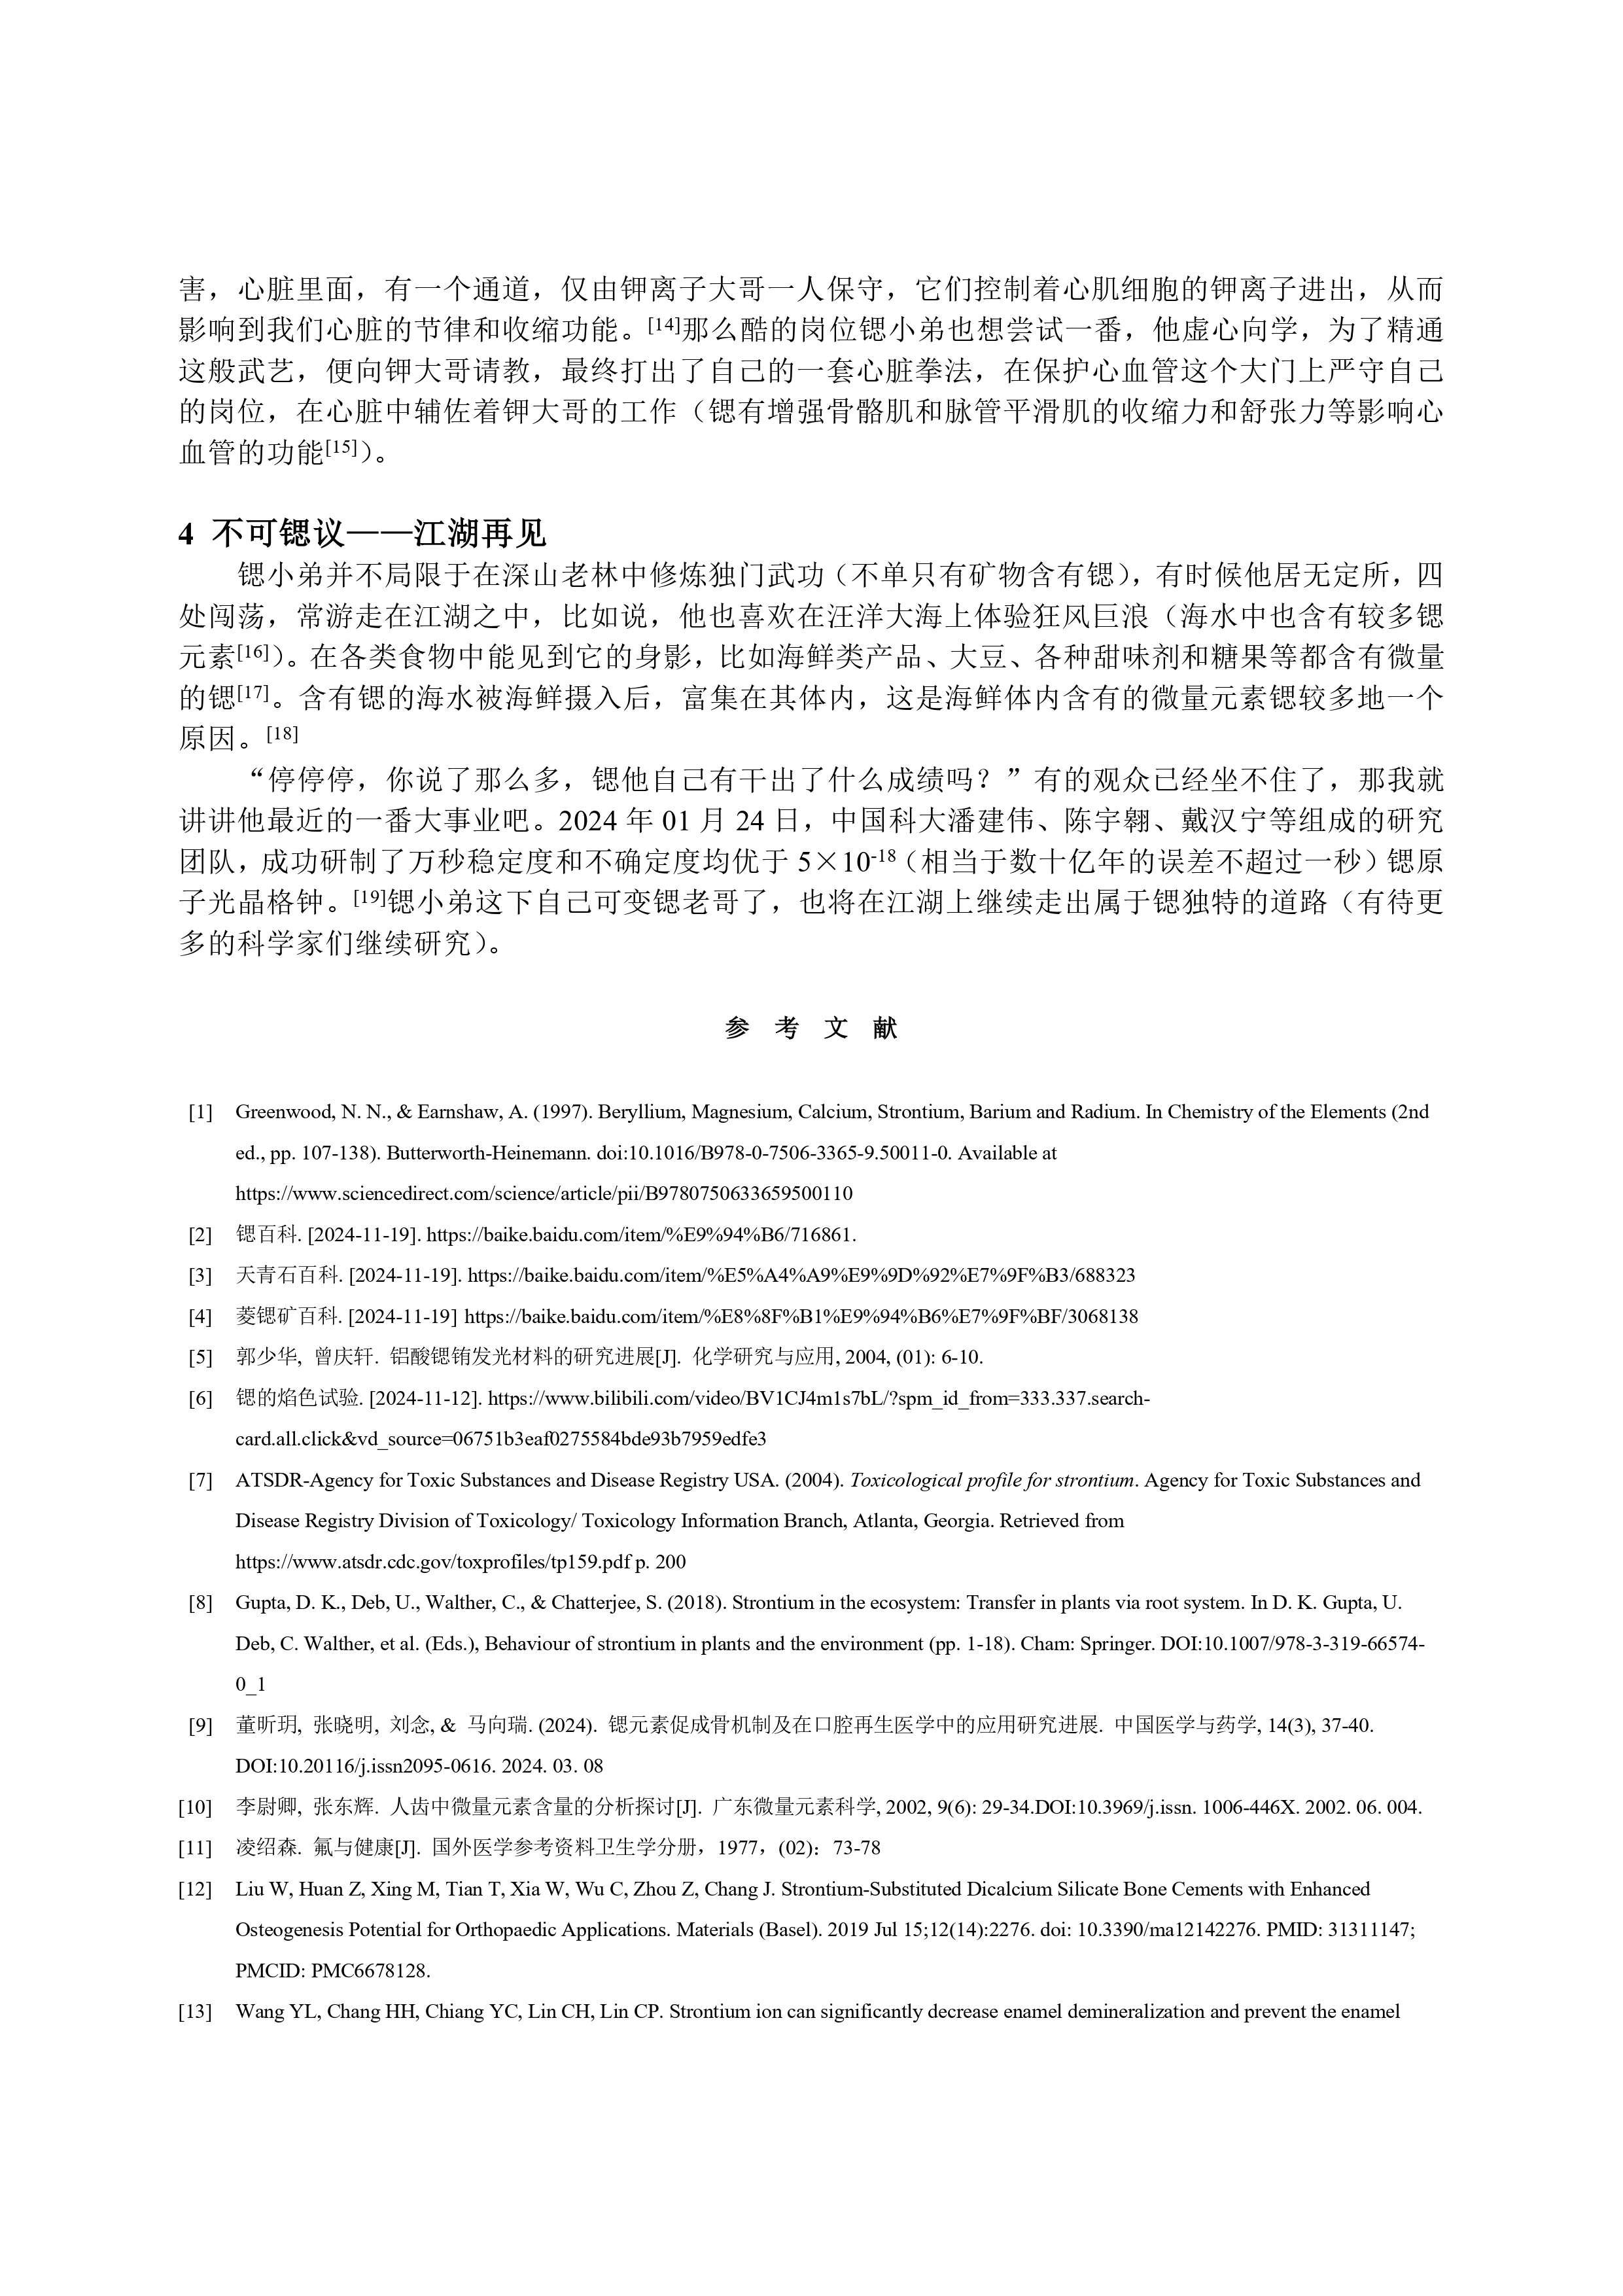 害，心脏里面，有一个通道，仅由钾离子大哥一人保守，它们控制着心肌细胞的钾离子进出，从而
影响到我们心脏的节律和收缩功能。[14]那么酷的岗位锶小弟也想尝试一番，他虚心向学，为了精通
这般武艺，便向钾大哥请教，最终打出了自己的一套心脏拳法，在保护心血管这个大门上严守自己
的岗位，在心脏中辅佐着钾大哥的工作（锶有增强骨骼肌和脉管平滑肌的收缩力和舒张力等影响心
血管的功能[15]）。
4 不可锶议——江湖再见
锶小弟并不局限于在深山老林中修炼独门武功（不单只有矿物含有锶），有时候他居无定所，四
处闯荡，常游走在江湖之中，比如说，他也喜欢在汪洋大海上体验狂风巨浪（海水中也含有较多锶
元素[16]）。在各类食物中能见到它的身影，比如海鲜类产品、大豆、各种甜味剂和糖果等都含有微量
的锶[17]。含有锶的海水被海鲜摄入后，富集在其体内，这是海鲜体内含有的微量元素锶较多地一个
原因。[18]
“停停停，你说了那么多，锶他自己有干出了什么成绩吗？”有的观众已经坐不住了，那我就
讲讲他最近的一番大事业吧。2024 年 01 月 24 日，中国科大潘建伟、陈宇翱、戴汉宁等组成的研究
团队，成功研制了万秒稳定度和不确定度均优于 5×10-18（相当于数十亿年的误差不超过一秒）锶原
子光晶格钟。[19]锶小弟这下自己可变锶老哥了，也将在江湖上继续走出属于锶独特的道路（有待更
多的科学家们继续研究）。
参 考 文 献
[1] Greenwood, N. N., & Earnshaw, A. (1997). Beryllium, Magnesium, Calcium, Strontium, Barium and Radium. In Chemistry of the Elements (2nd
ed., pp. 107-138). Butterworth-Heinemann. doi:10.1016/B978-0-7506-3365-9.50011-0. Available at
https://www.sciencedirect.com/science/article/pii/B9780750633659500110
[2] 锶百科. [2024-11-19]. https://baike.baidu.com/item/%E9%94%B6/716861.
[3] 天青石百科. [2024-11-19]. https://baike.baidu.com/item/%E5%A4%A9%E9%9D%92%E7%9F%B3/688323
[4] 菱锶矿百科. [2024-11-19] https://baike.baidu.com/item/%E8%8F%B1%E9%94%B6%E7%9F%BF/3068138
[5] 郭少华, 曾庆轩. 铝酸锶铕发光材料的研究进展[J]. 化学研究与应用, 2004, (01): 6-10.
[6] 锶的焰色试验. [2024-11-12]. https://www.bilibili.com/video/BV1CJ4m1s7bL/?spm_id_from=333.337.search-
card.all.click&vd_source=06751b3eaf0275584bde93b7959edfe3
[7] ATSDR-Agency for Toxic Substances and Disease Registry USA. (2004). Toxicological profile for strontium. Agency for Toxic Substances and
Disease Registry Division of Toxicology/ Toxicology Information Branch, Atlanta, Georgia. Retrieved from
https://www.atsdr.cdc.gov/toxprofiles/tp159.pdf p. 200
[8] Gupta, D. K., Deb, U., Walther, C., & Chatterjee, S. (2018). Strontium in the ecosystem: Transfer in plants via root system. In D. K. Gupta, U.
Deb, C. Walther, et al. (Eds.), Behaviour of strontium in plants and the environment (pp. 1-18). Cham: Springer. DOI:10.1007/978-3-319-66574-
0_1
[9] 董昕玥, 张晓明, 刘念, & 马向瑞. (2024). 锶元素促成骨机制及在口腔再生医学中的应用研究进展. 中国医学与药学, 14(3), 37-40.
DOI:10.20116/j.issn2095-0616. 2024. 03. 08
[10] 李尉卿, 张东辉. 人齿中微量元素含量的分析探讨[J]. 广东微量元素科学, 2002, 9(6): 29-34.DOI:10.3969/j.issn. 1006-446X. 2002. 06. 004.
[11] 凌绍森. 氟与健康[J]. 国外医学参考资料卫生学分册，1977，(02)：73-78
[12] Liu W, Huan Z, Xing M, Tian T, Xia W, Wu C, Zhou Z, Chang J. Strontium-Substituted Dicalcium Silicate Bone Cements with Enhanced
Osteogenesis Potential for Orthopaedic Applications. Materials (Basel). 2019 Jul 15;12(14):2276. doi: 10.3390/ma12142276. PMID: 31311147;
PMCID: PMC6678128.
[13] Wang YL, Chang HH, Chiang YC, Lin CH, Lin CP. Strontium ion can significantly decrease enamel demineralization and prevent the enamel